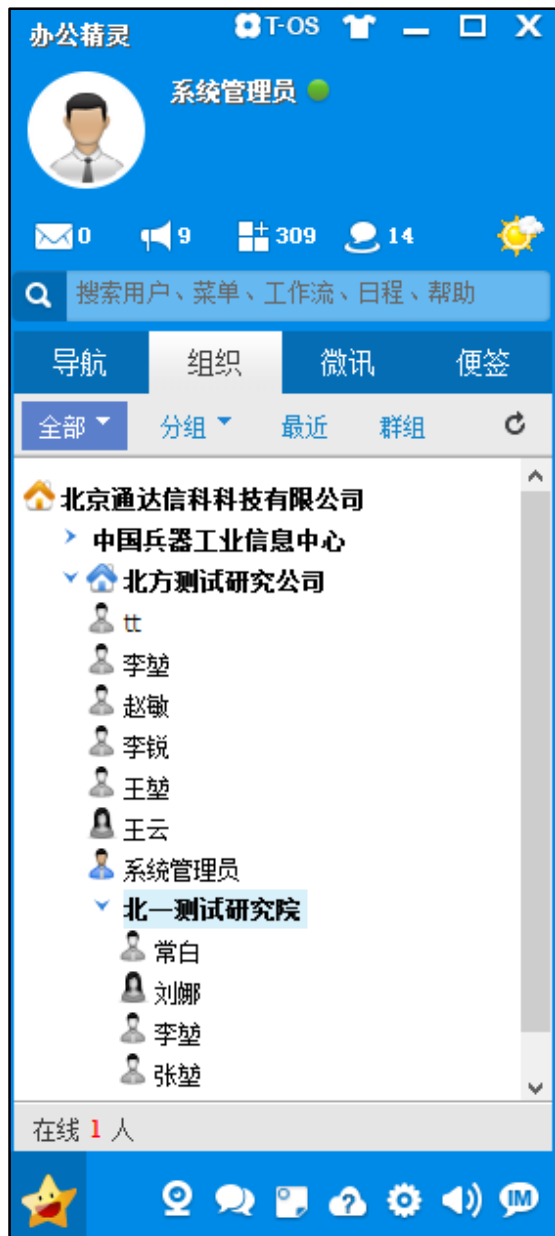 办公精灵 T-OS
系统管理员
0 9 309 14
搜索用户、菜单、工作流、日程、帮助
导航 组织 微讯 便签
全部 分组 最近 群组
北京通达信科科技有限公司
中国兵器工业信息中心
北方测试研究公司
tt
李堃
赵敏
李锐
王堃
王云
系统管理员
北一测试研究院
常白
刘娜
李堃
张堃
在线 1 人
IM